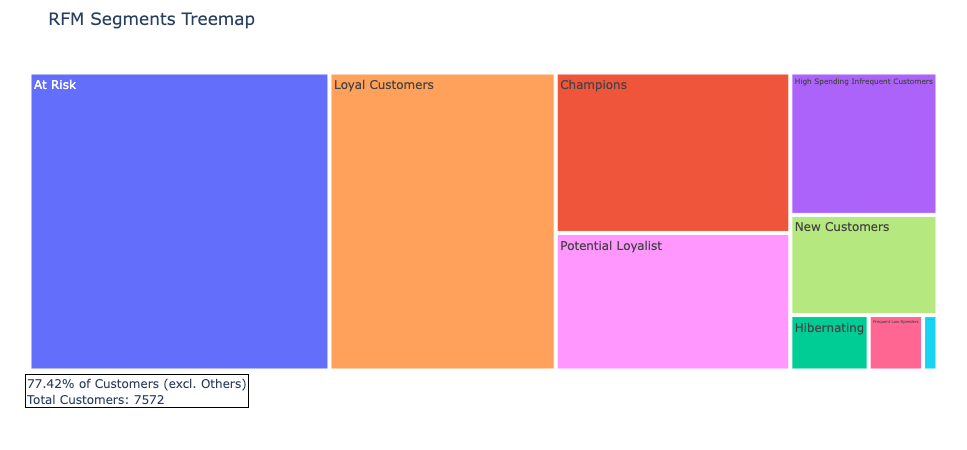 RFM Segments Treemap
At Risk
Loyal Customers
Champions
High Spending Infrequent Customers
Potential Loyalist
New Customers
Hibernating
Frequent Low Spenders
77.42% of Customers (excl. Others)
Total Customers: 7572